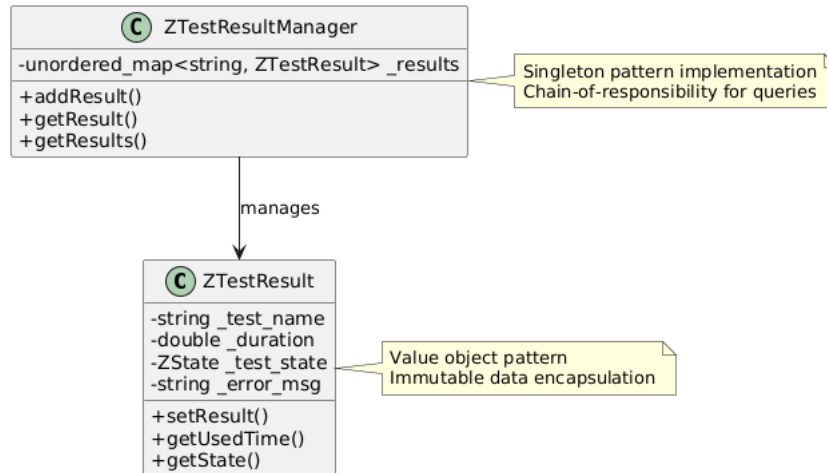 C ZTestResultManager
-unordered_map<string, ZTestResult> _results
+addResult()
+getResult()
+getResults()
Singleton pattern implementation
Chain-of-responsibility for queries
manages
C ZTestResult
-string _test_name
-double _duration
-ZState _test_state
-string _error_msg
+setResult()
+getUsedTime()
+getState()
Value object pattern
Immutable data encapsulation